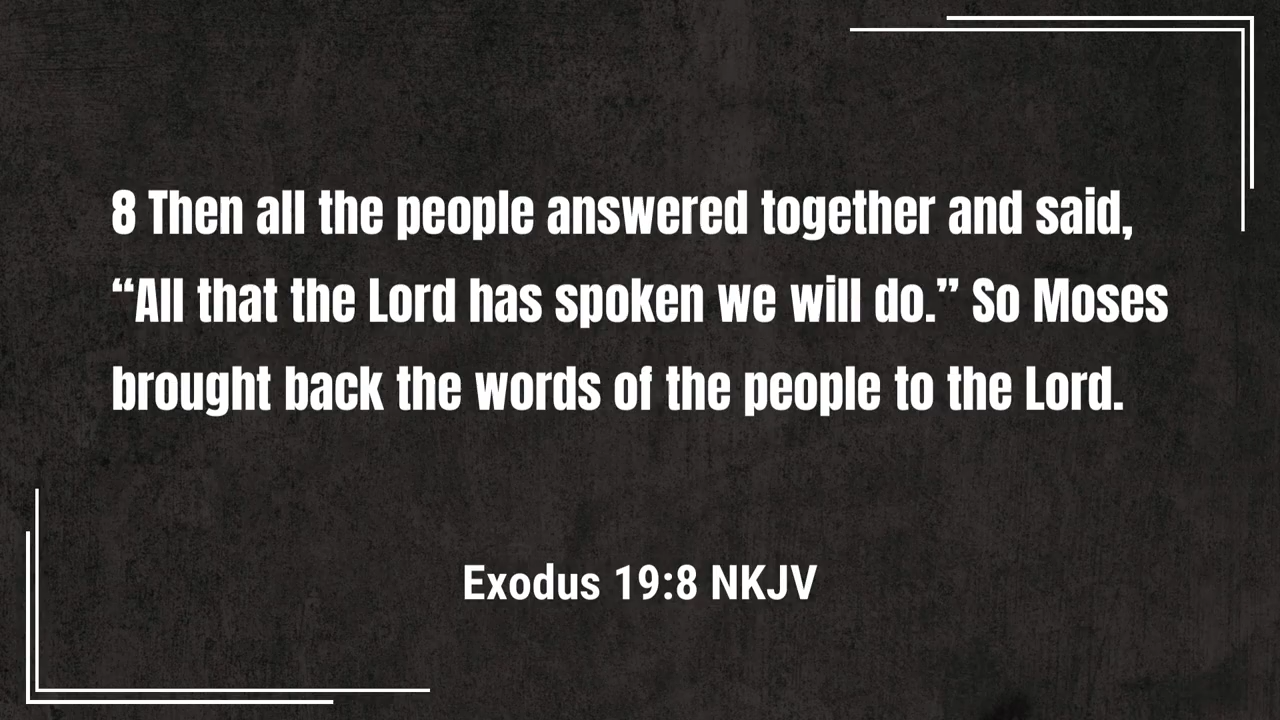 8 Then all the people answered together and said,
“All that the Lord has spoken we will do.” So Moses
brought back the words of the people to the Lord.
Exodus 19:8 NKJV